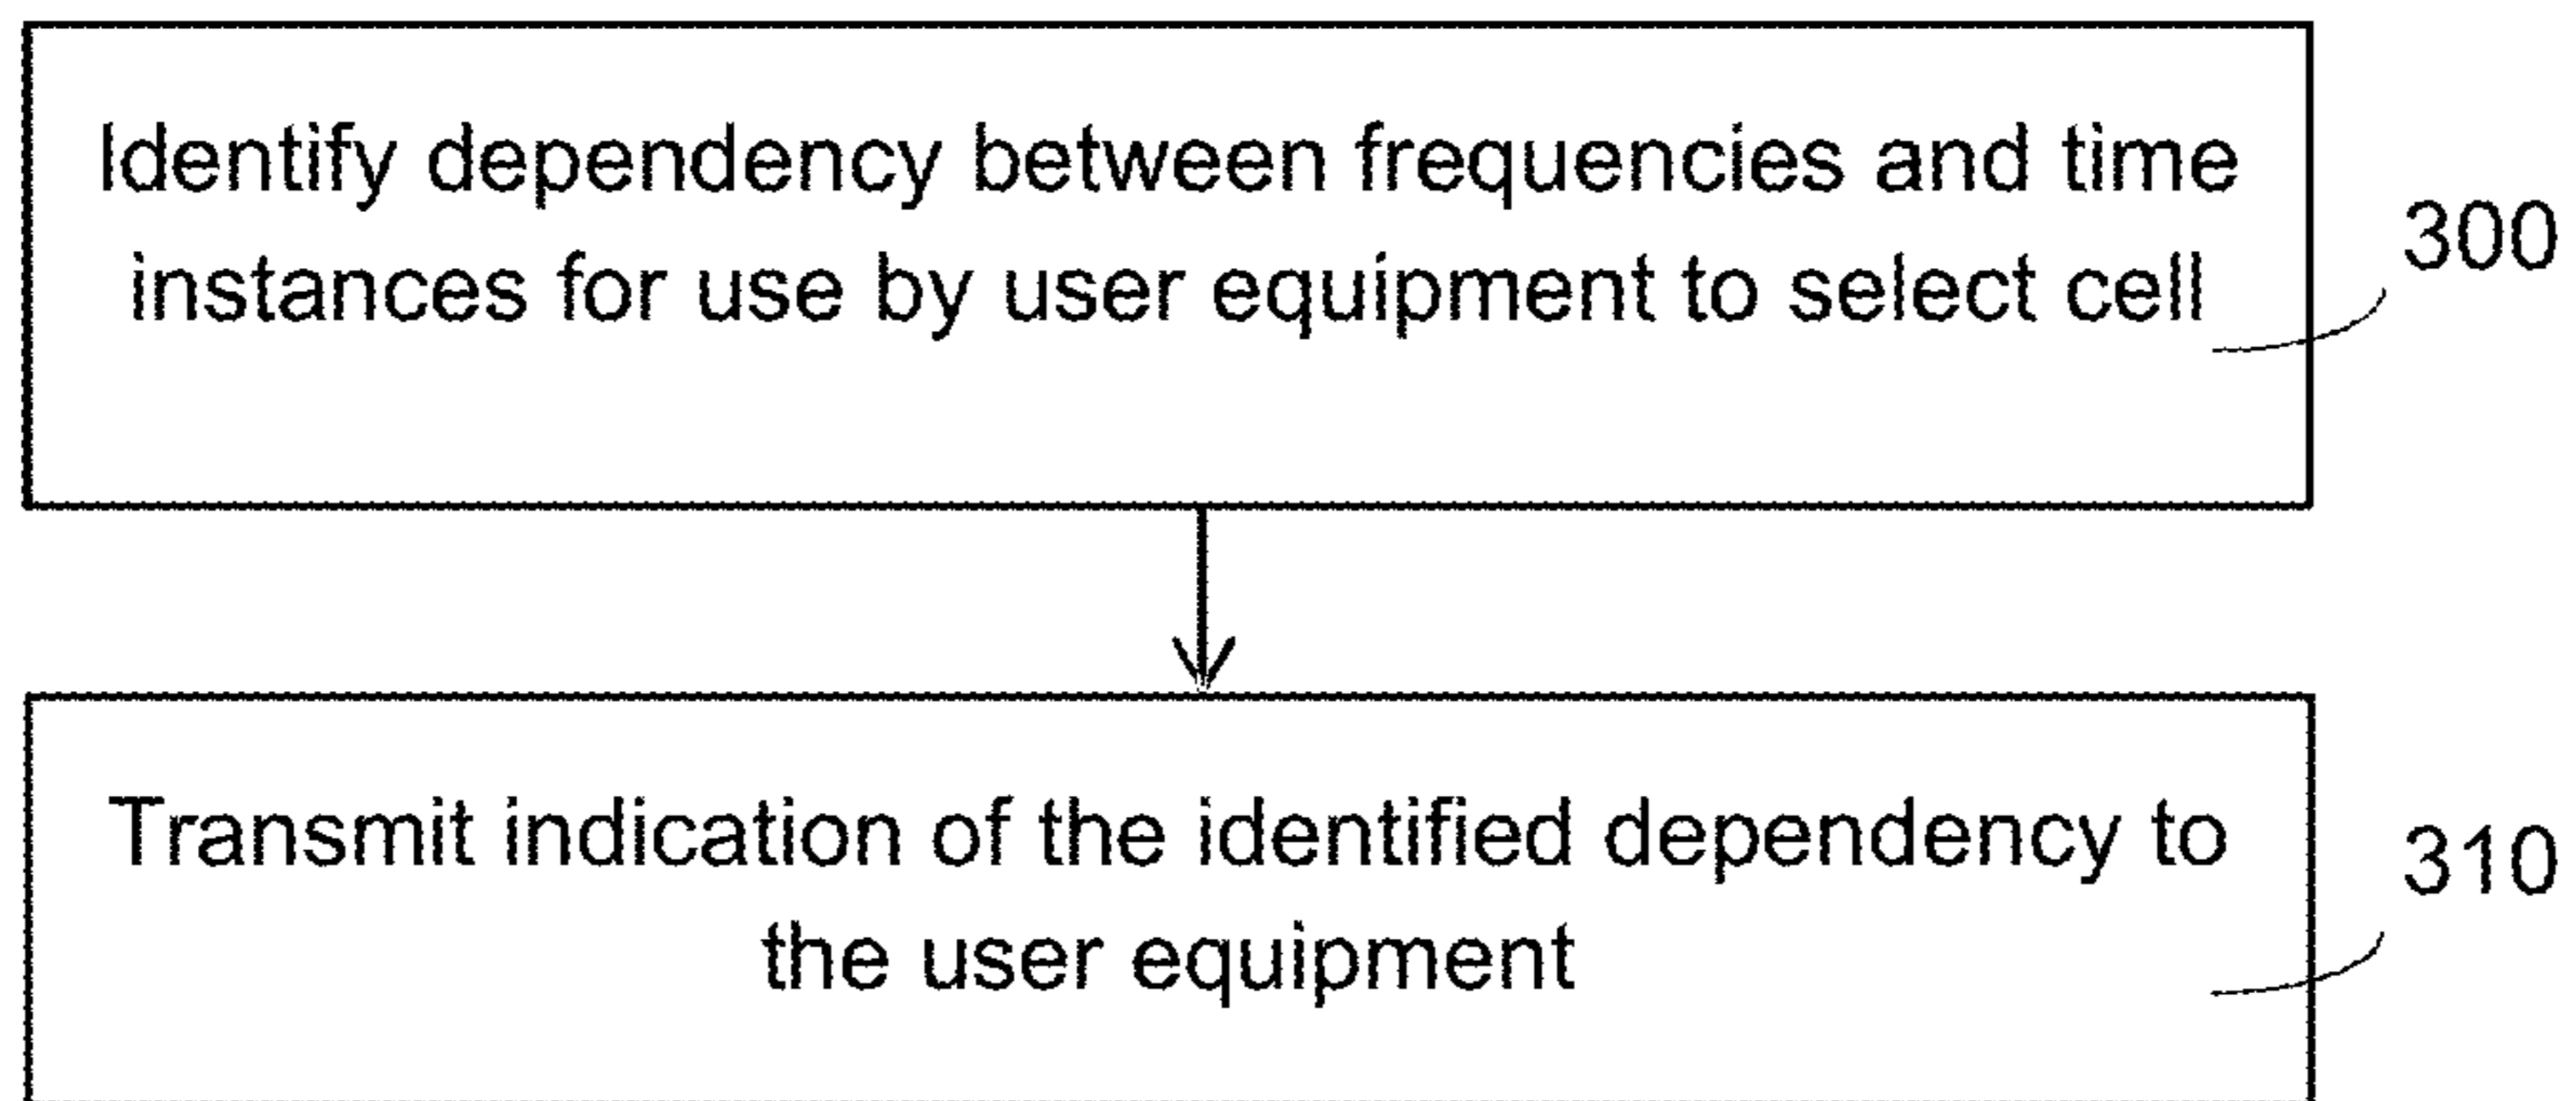 Identify dependency between frequencies and time
instances for use by user equipment to select cell
300
Transmit indication of the identified dependency to
the user equipment
310